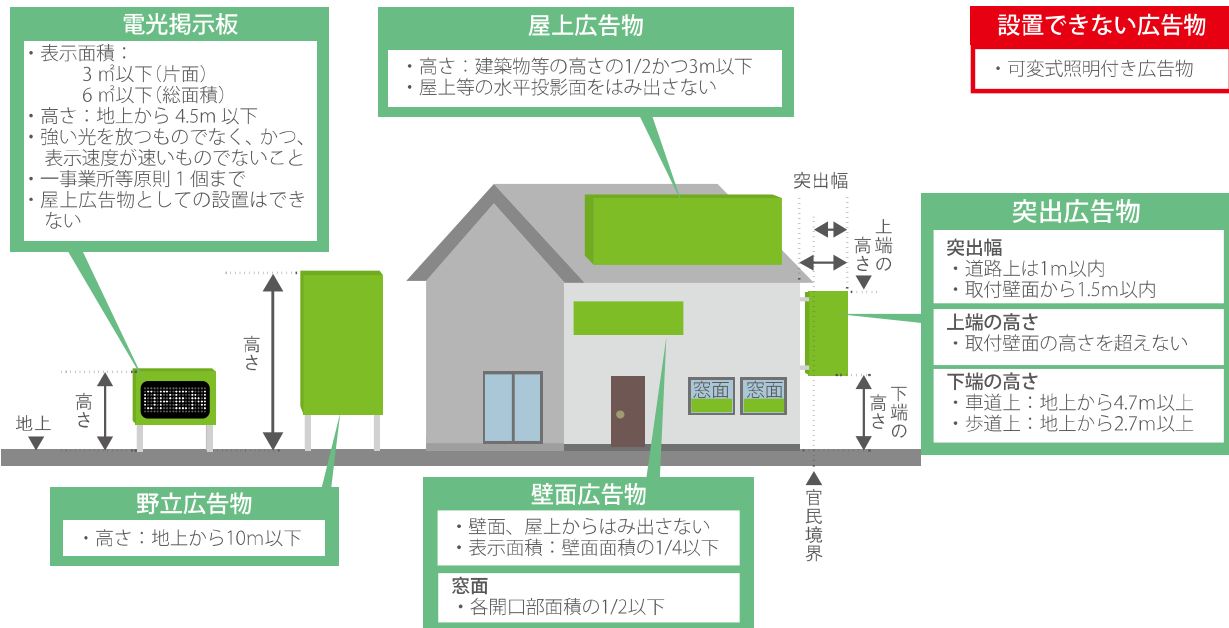 電光掲示板
・表示面積：
3 ㎡以下（片面）
6 ㎡以下（総面積）
・高さ：地上から 4.5m 以下
・強い光を放つものでなく、かつ、
表示速度が速いものでないこと
・一事業所等原則 1 個まで
・屋上広告物としての設置はでき
ない
屋上広告物
・高さ：建築物等の高さの1/2かつ3m以下
・屋上等の水平投影面をはみ出さない
設置できない広告物
・可変式照明付き広告物
突出広告物
突出幅
・道路上は1m以内
・取付壁面から1.5m以内
上端の高さ
・取付壁面の高さを超えない
下端の高さ
・車道上：地上から4.7m以上
・歩道上：地上から2.7m以上
突出幅
上端の
高さ
高さ
高さ
地上
窓面
窓面
下端の
高さ
官民境界
野立広告物
・高さ：地上から10m以下
壁面広告物
・壁面、屋上からはみ出さない
・表示面積：壁面面積の1/4以下
窓面
・各開口部面積の1/2以下